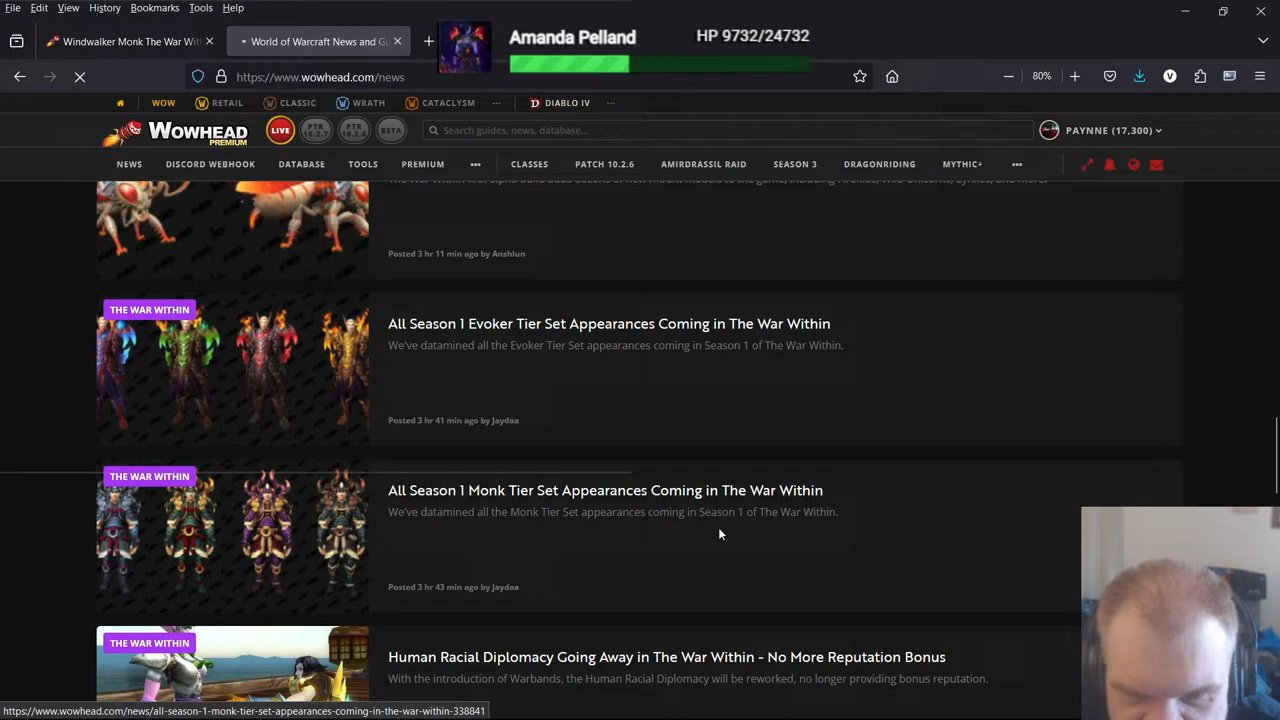 File Edit View History Bookmarks Tools Help
Windwalker Monk The War Wit
World of Warcraft News and Gu
Amanda Pelland
HP 9732/24732
https://www.wowhead.com/news
80%
WOW RETAIL CLASSIC WRATH CATACLYSM DIABLO IV
WOWHEAD
PREMIUM
LIVE
PTR 10.2.7
PTR 10.2.6
BETA
Search guides, news, database...
PAYNNE (17,300)
NEWS DISCORD WEBHOOK DATABASE TOOLS PREMIUM CLASSES PATCH 10.2.6 AMIRDRASSIL RAID SEASON 3 DRAGONRIDING MYTHIC+
Posted 3 hr 11 min ago by Anshlun
THE WAR WITHIN
All Season 1 Evoker Tier Set Appearances Coming in The War Within
We've datamined all the Evoker Tier Set appearances coming in Season 1 of The War Within.
Posted 3 hr 41 min ago by Jaydaa
THE WAR WITHIN
All Season 1 Monk Tier Set Appearances Coming in The War Within
We've datamined all the Monk Tier Set appearances coming in Season 1 of The War Within.
Posted 3 hr 43 min ago by Jaydaa
THE WAR WITHIN
Human Racial Diplomacy Going Away in The War Within - No More Reputation Bonus
With the introduction of Warbands, the Human Racial Diplomacy will be reworked, no longer providing bonus reputation.
https://www.wowhead.com/news/all-season-1-monk-tier-set-appearances-coming-in-the-war-within-338841